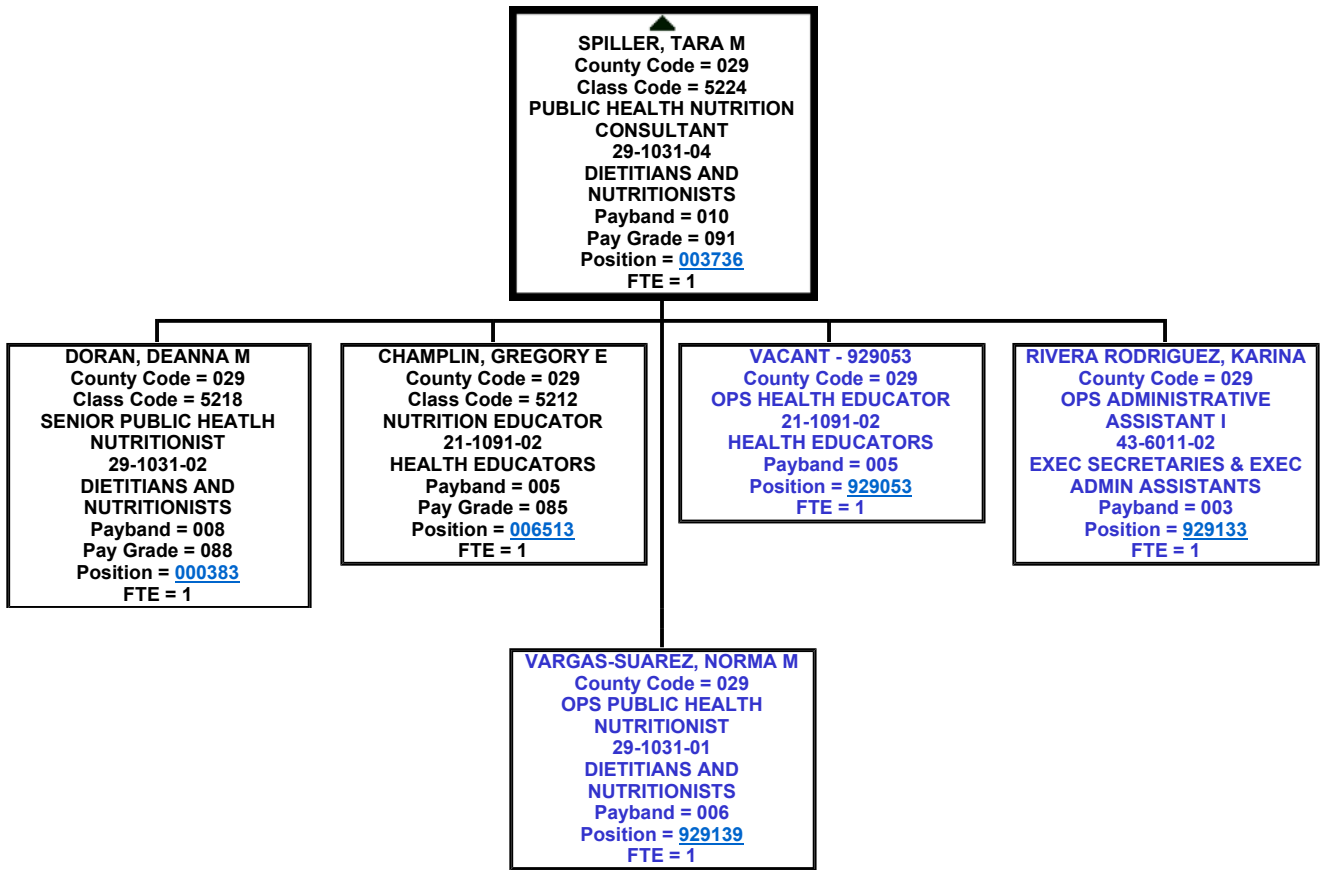 SPILLER, TARA M
County Code = 029
Class Code = 5224
PUBLIC HEALTH NUTRITION
CONSULTANT
29-1031-04
DIETITIANS AND
NUTRITIONISTS
Payband = 010
Pay Grade = 091
Position = 003736
FTE = 1
DORAN, DEANNA M
County Code = 029
Class Code = 5218
SENIOR PUBLIC HEATLH
NUTRITIONIST
29-1031-02
DIETITIANS AND
NUTRITIONISTS
Payband = 008
Pay Grade = 088
Position = 000383
FTE = 1
CHAMPLIN, GREGORY E
County Code = 029
Class Code = 5212
NUTRITION EDUCATOR
21-1091-02
HEALTH EDUCATORS
Payband = 005
Pay Grade = 085
Position = 006513
FTE = 1
VACANT - 929053
County Code = 029
OPS HEALTH EDUCATOR
21-1091-02
HEALTH EDUCATORS
Payband = 005
Position = 929053
FTE = 1
RIVERA RODRIGUEZ, KARINA
County Code = 029
OPS ADMINISTRATIVE
ASSISTANT I
43-6011-02
EXEC SECRETARIES & EXEC
ADMIN ASSISTANTS
Payband = 003
Position = 929133
FTE = 1
VARGAS-SUAREZ, NORMA M
County Code = 029
OPS PUBLIC HEALTH
NUTRITIONIST
29-1031-01
DIETITIANS AND
NUTRITIONISTS
Payband = 006
Position = 929139
FTE = 1